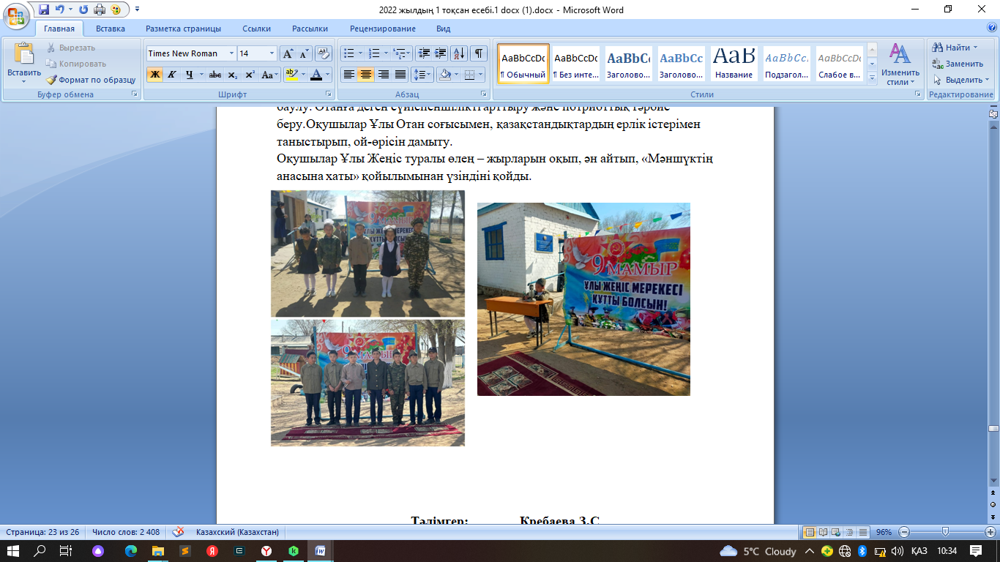 2022 жылдың 1 тоқсан есебі.1 docx (1).docx - Microsoft Word
Главная Вставка Разметка страницы Ссылки Рассылки Рецензирование Вид
Вставить
Вырезать
Копировать
Формат по образцу
Буфер обмена
Times New Roman 14
Ж К Ч abc x₂ x² Aa
Шрифт
Абзац
AaBbCcDc AaBbCcDc AaBbCc AaBbCc AaB AaBbCc. AaBbCcDc
¶ Обычный ¶ Без инте... Заголово... Заголово... Название Подзагол... Слабое в...
Стили
Изменить стили
Найти
Заменить
Выделить
Редактирование
баулу. Отанға деген сүйіспеншілікті арттыру және потриоттық тәрбие
беру.Оқушылар Ұлы Отан соғысымен, қазақстандықтардың ерлік істерімен
таныстырып, ой-өрісін дамыту.
Оқушылар Ұлы Жеңіс туралы өлең – жырларын оқып, ән айтып, «Мәншүктің
анасына хаты» қойылымынан үзіндіні қойды.
9 МАМЫР
ҰЛЫ ЖЕҢІС МЕРЕКЕСІ
ҚҰТТЫ БОЛСЫН
9 МАМЫР
ҰЛЫ ЖЕҢІС МЕРЕКЕСІ
ҚҰТТЫ БОЛСЫН!
9 МАМЫР
Тәлімгер: Кребаева З.С
Страница: 23 из 26 Число слов: 2 408 Казахский (Казахстан) 96%
5°C Cloudy ҚАЗ 10:34